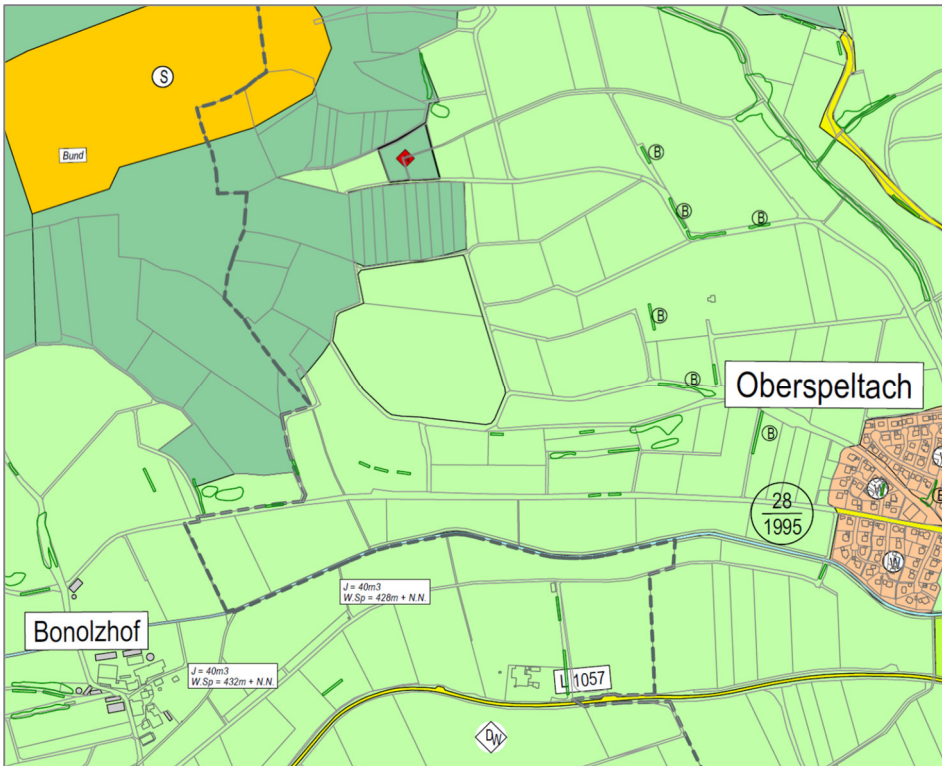 S
Bund
B
B
B
B
B
Oberspeltach
B
W
28
1995
W
J = 40m3
W.Sp = 428m + N.N.
Bonolzhof
J = 40m3
W.Sp = 432m + N.N.
L 1057
DW